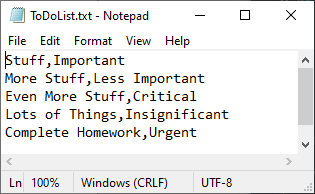 ToDoList.txt - Notepad
File Edit Format View Help
Stuff,Important
More Stuff,Less Important
Even More Stuff,Critical
Lots of Things,Insignificant
Complete Homework,Urgent
Ln 100% Windows (CRLF) UTF-8